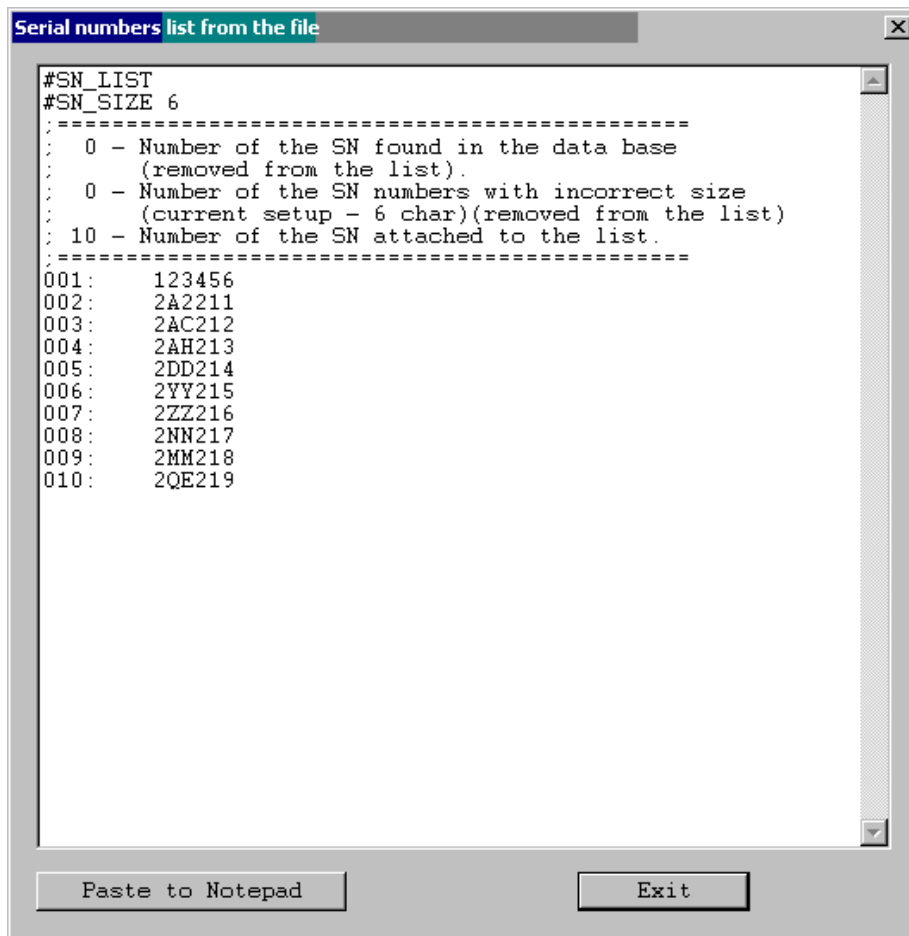 Serial numbers list from the file
#SN_LIST
#SN_SIZE 6
;==============================================
;  0 - Number of the SN found in the data base
;      (removed from the list).
;  0 - Number of the SN numbers with incorrect size
;      (current setup - 6 char)(removed from the list)
; 10 - Number of the SN attached to the list.
;==============================================
001:    123456
002:    2A2211
003:    2AC212
004:    2AH213
005:    2DD214
006:    2YY215
007:    2ZZ216
008:    2NN217
009:    2MM218
010:    2QE219
Paste to Notepad Exit